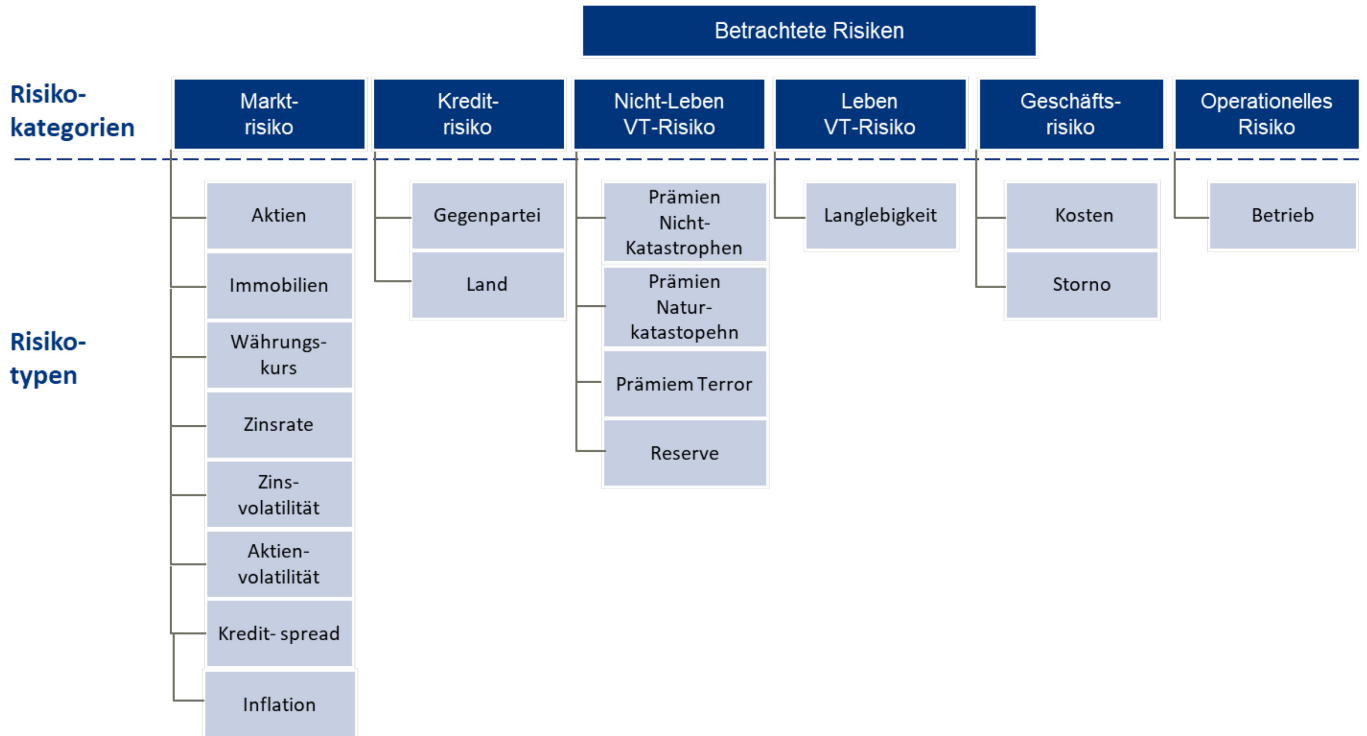 Betrachtete Risiken
Risiko-
kategorien
Markt-
risiko
Kredit-
risiko
Nicht-Leben
VT-Risiko
Leben
VT-Risiko
Geschäfts-
risiko
Operationelles
Risiko
Risiko-
typen
Aktien
Immobilien
Währungs-
kurs
Zinsrate
Zins-
volatilität
Aktien-
volatilität
Kredit- spread
Inflation
Gegenpartei
Land
Prämien
Nicht-
Katastrophen
Prämien
Natur-
katastopehn
Prämiem Terror
Reserve
Langlebigkeit
Kosten
Storno
Betrieb